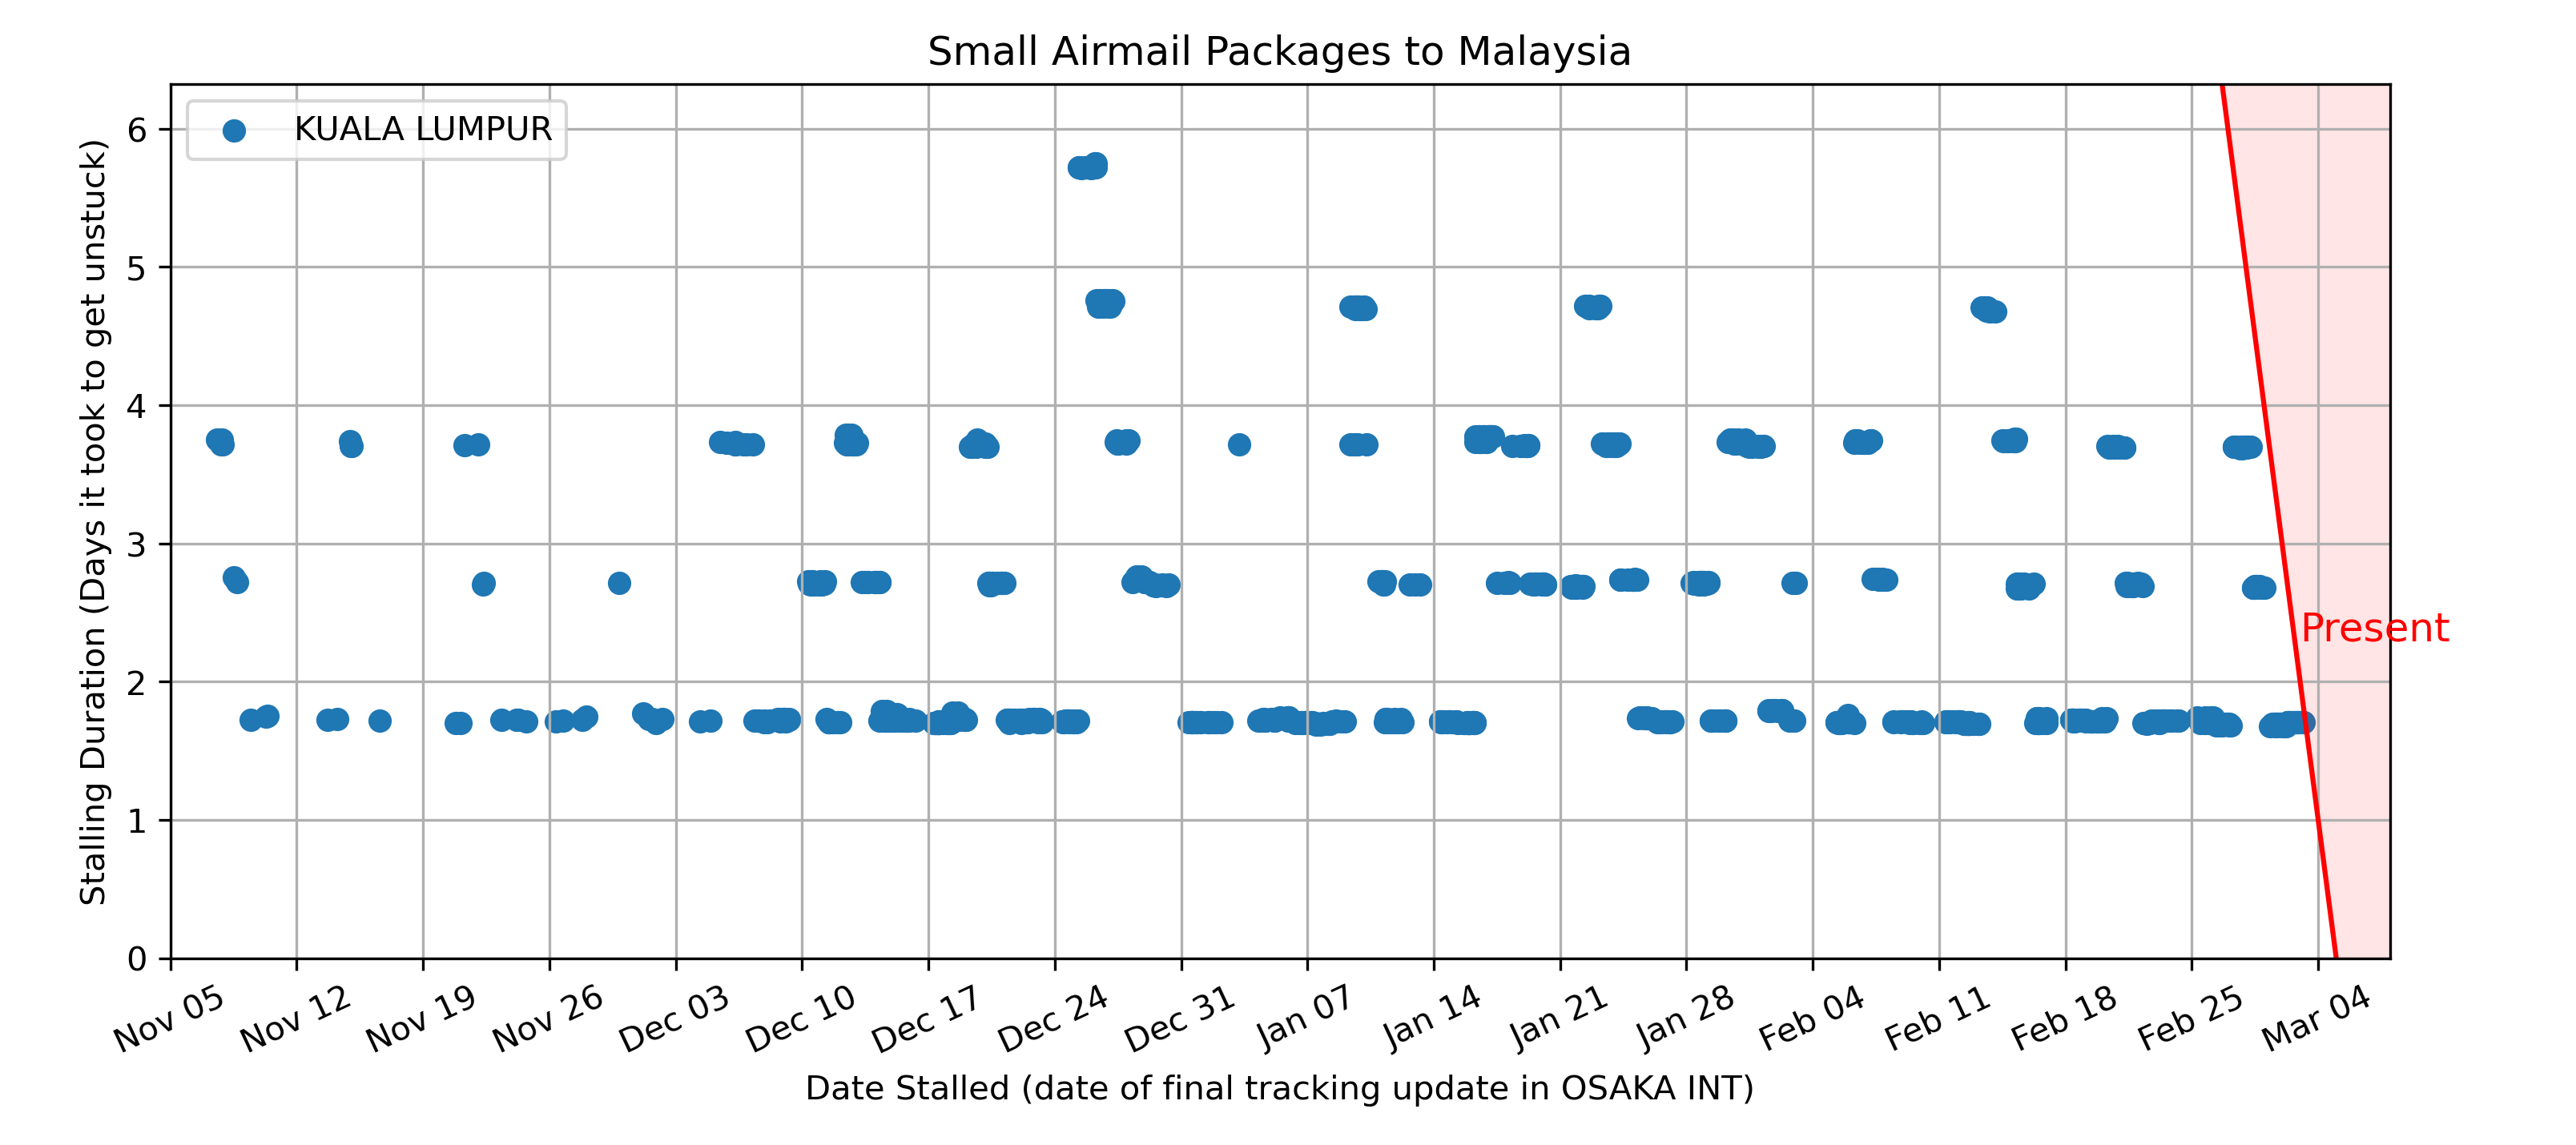 Small Airmail Packages to Malaysia
KUALA LUMPUR
Stalling Duration (Days it took to get unstuck)
6
5
4
3
2
1
0
Present
Nov 05
Nov 12
Nov 19
Nov 26
Dec 03
Dec 10
Dec 17
Dec 24
Dec 31
Jan 07
Jan 14
Jan 21
Jan 28
Feb 04
Feb 11
Feb 18
Feb 25
Mar 04
Date Stalled (date of final tracking update in OSAKA INT)